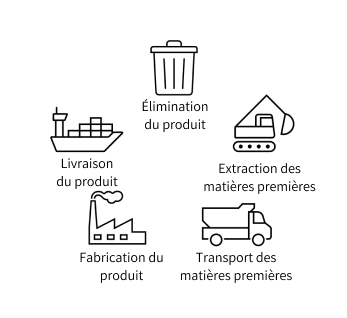 Élimination
du produit
Livraison
du produit
Extraction des
matières premières
Fabrication du
produit
Transport des
matières premières